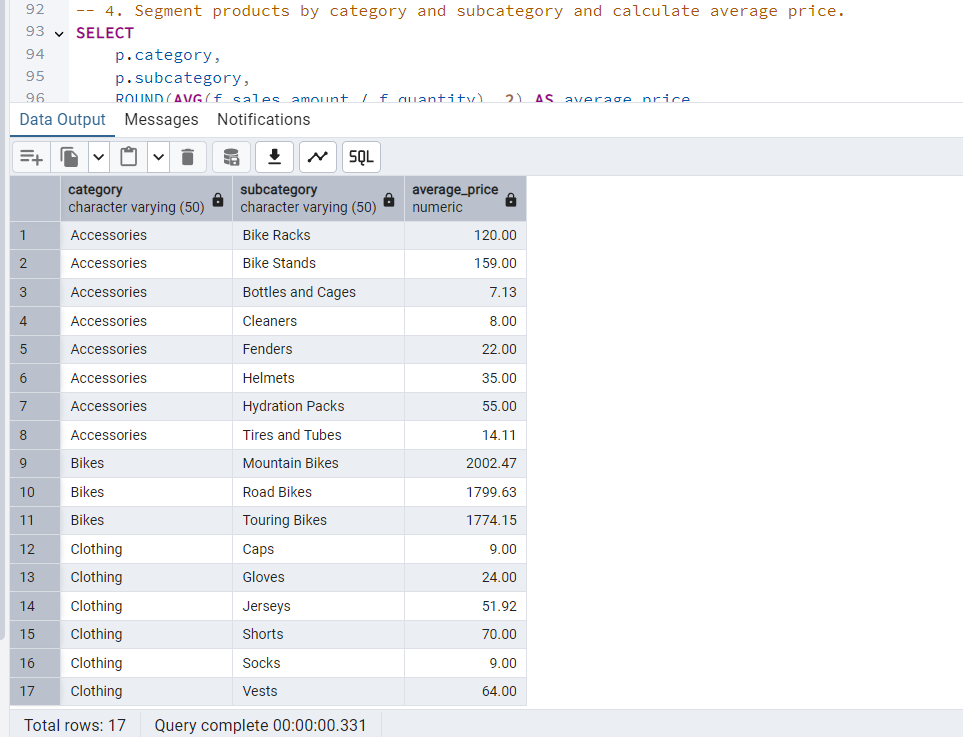 92 -- 4. Segment products by category and subcategory and calculate average price.
93 SELECT
94 p.category,
95 p.subcategory,
96 ROUND(AVG(f.sales_amount / f.quantity), 2) AS average_price
Data Output Messages Notifications
SQL
category subcategory average_price
character varying (50) character varying (50) numeric
1 Accessories Bike Racks 120.00
2 Accessories Bike Stands 159.00
3 Accessories Bottles and Cages 7.13
4 Accessories Cleaners 8.00
5 Accessories Fenders 22.00
6 Accessories Helmets 35.00
7 Accessories Hydration Packs 55.00
8 Accessories Tires and Tubes 14.11
9 Bikes Mountain Bikes 2002.47
10 Bikes Road Bikes 1799.63
11 Bikes Touring Bikes 1774.15
12 Clothing Caps 9.00
13 Clothing Gloves 24.00
14 Clothing Jerseys 51.92
15 Clothing Shorts 70.00
16 Clothing Socks 9.00
17 Clothing Vests 64.00
Total rows: 17 Query complete 00:00:00.331